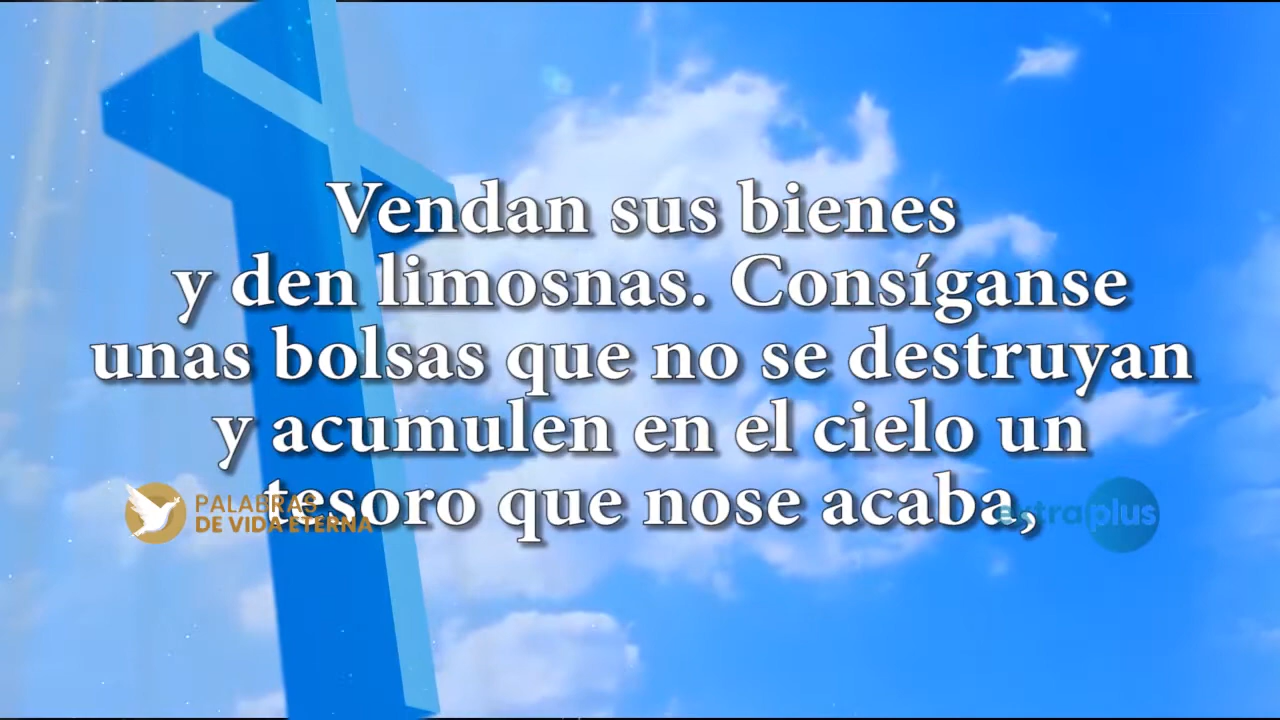 Vendan sus bienes
y den limosnas. Consíganse
unas bolsas que no se destruyan
y acumulen en el cielo un
tesoro que nose acaba,
PALABRAS
DE VIDA ETERNA
extraplus